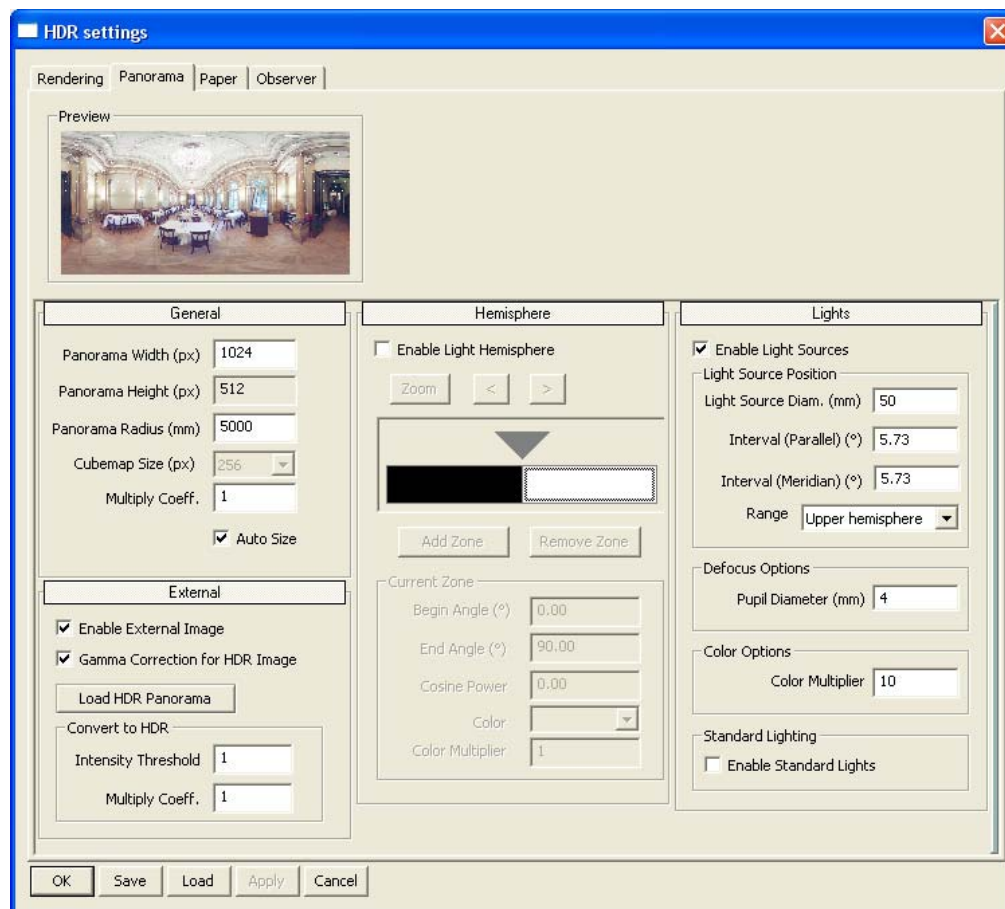 HDR settings
Rendering Panorama Paper Observer
Preview
General
Panorama Width (px) 1024
Panorama Height (px) 512
Panorama Radius (mm) 5000
Cubemap Size (px) 256
Multiply Coeff. 1
Auto Size
External
Enable External Image
Gamma Correction for HDR Image
Load HDR Panorama
Convert to HDR
Intensity Threshold 1
Multiply Coeff. 1
Hemisphere
Enable Light Hemisphere
Zoom < >
Add Zone Remove Zone
Current Zone
Begin Angle (°) 0.00
End Angle (°) 90.00
Cosine Power 0.00
Color
Color Multiplier 1
Lights
Enable Light Sources
Light Source Position
Light Source Diam. (mm) 50
Interval (Parallel) (°) 5.73
Interval (Meridian) (°) 5.73
Range Upper hemisphere
Defocus Options
Pupil Diameter (mm) 4
Color Options
Color Multiplier 10
Standard Lighting
Enable Standard Lights
OK Save Load Apply Cancel